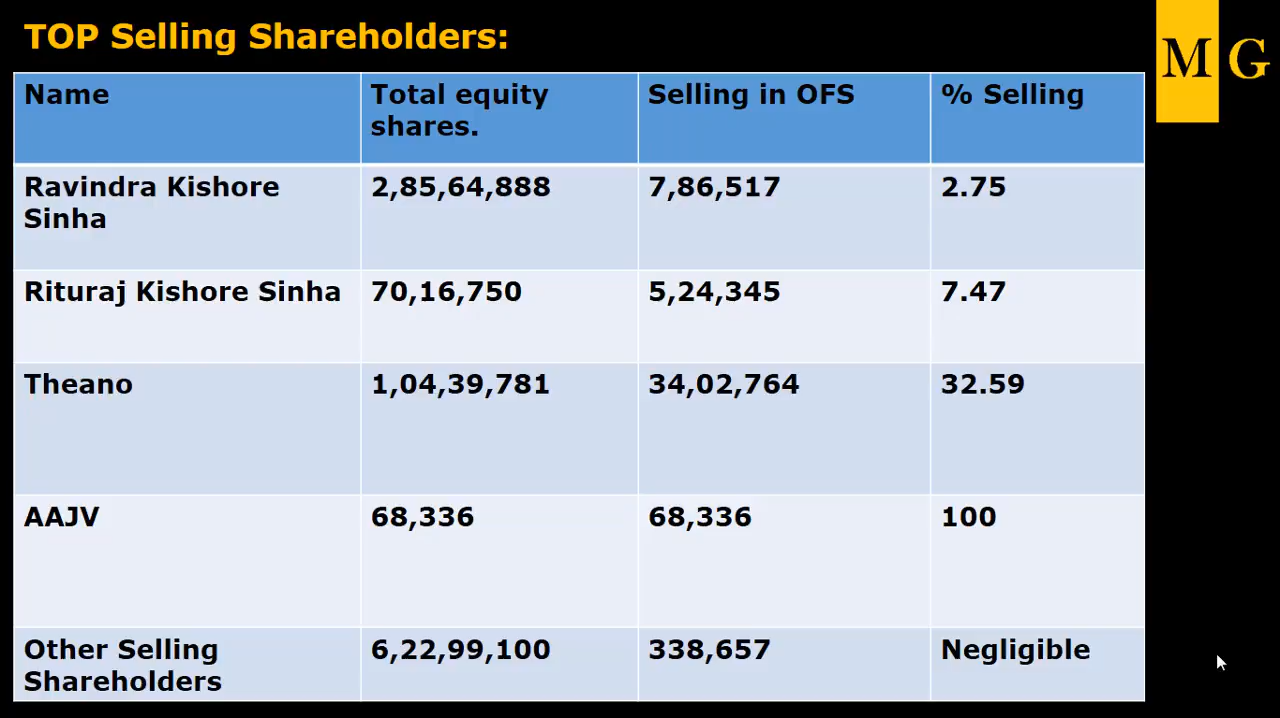 TOP Selling Shareholders:
M G
Name
Total equity
shares.
Selling in OFS
% Selling
Ravindra Kishore
Sinha
2,85,64,888
7,86,517
2.75
Rituraj Kishore Sinha
70,16,750
5,24,345
7.47
Theano
1,04,39,781
34,02,764
32.59
AAJV
68,336
68,336
100
Other Selling
Shareholders
6,22,99,100
338,657
Negligible